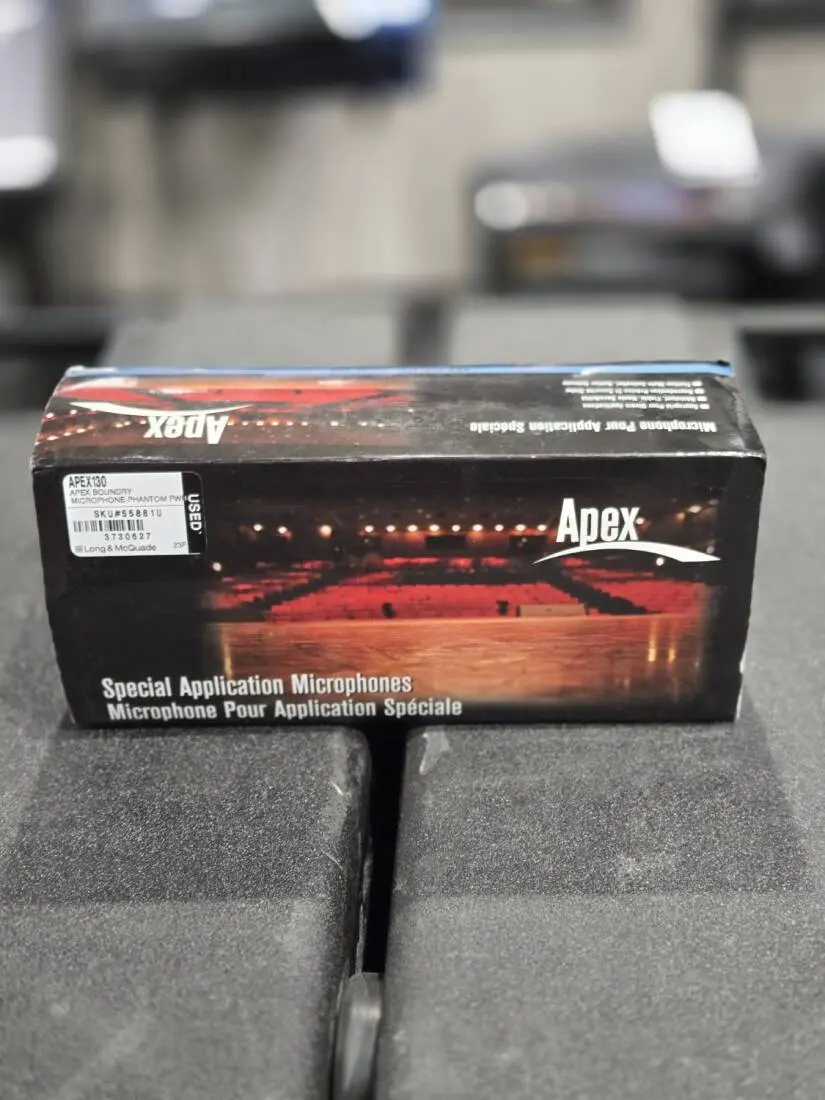 Apex
Microphone Pour Application Spéciale
APEX130
APEX BOUNDRY
MICROPHONE-PHANTOM PW
SKU#55881U
3730627
Long & McQuade
23F
USED
Apex
Special Application Microphones
Microphone Pour Application Spéciale